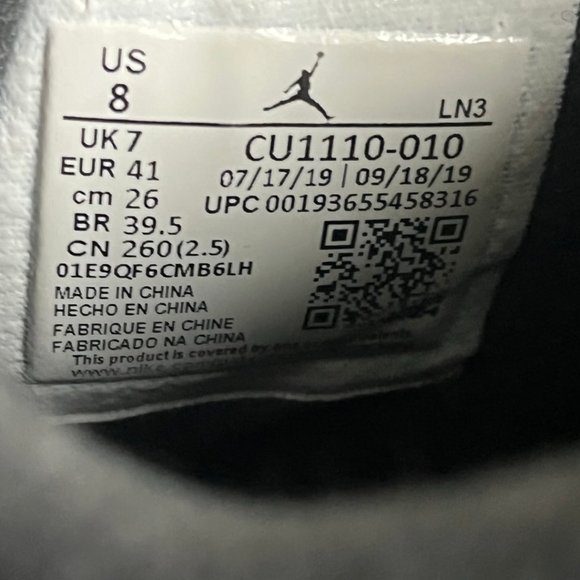 US
8
LN3
UK 7
CU1110-010
EUR 41
07/17/19 | 09/18/19
cm 26
UPC 00193655458316
BR 39.5
CN 260(2.5)
01E9QF6CMB6LH
MADE IN CHINA
HECHO EN CHINA
FABRIQUE EN CHINE
FABRICADO NA CHINA
This product is covered by